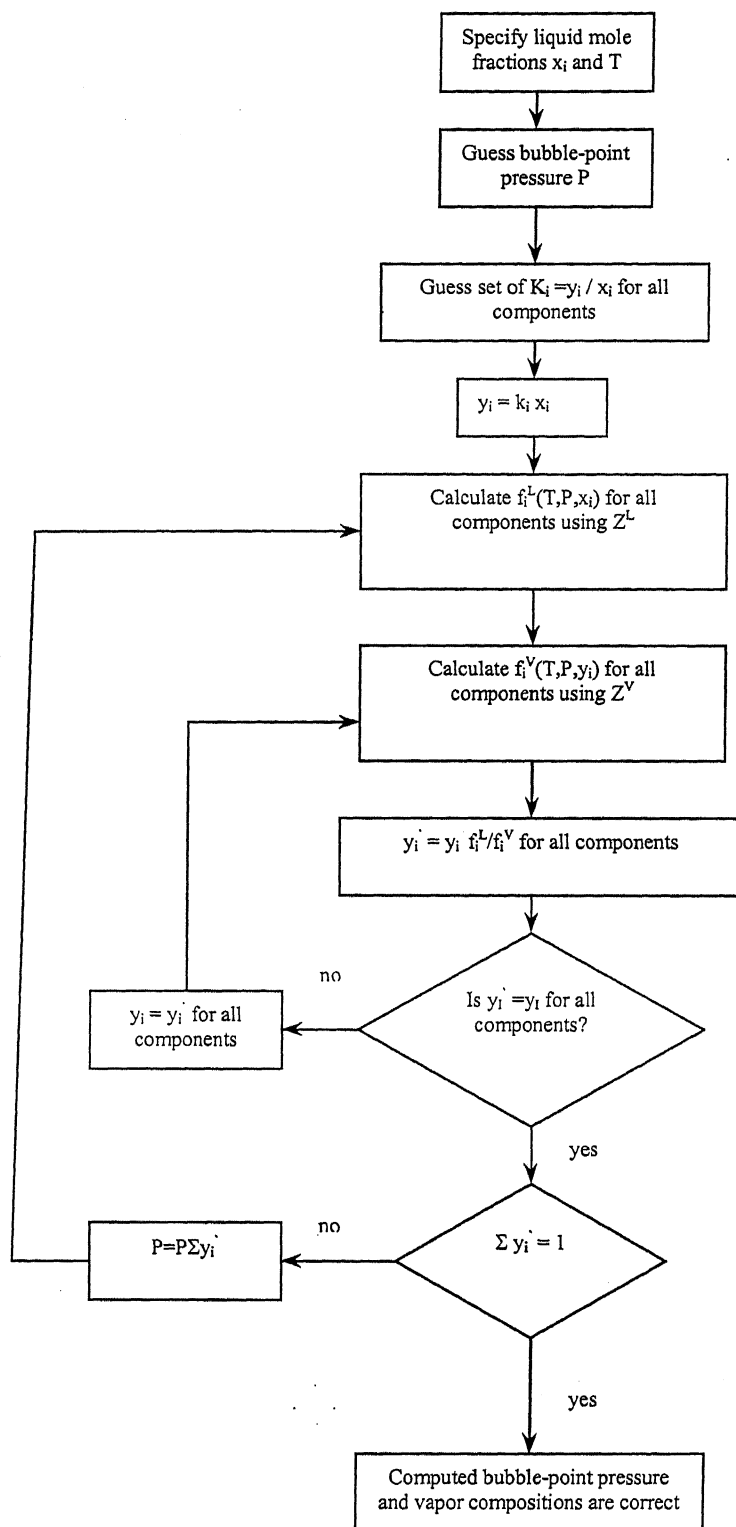 Specify liquid mole
fractions xᵢ and T
Guess bubble-point
pressure P
Guess set of Kᵢ =yᵢ / xᵢ for all
components
yᵢ = kᵢ xᵢ
Calculate fᵢᴸ(T,P,xᵢ) for all
components using Zᴸ
Calculate fᵢⱽ(T,P,yᵢ) for all
components using Zⱽ
yᵢ` = yᵢ fᵢᴸ/fᵢⱽ for all components
no
Is y_I` =y_I for all
components?
yᵢ = yᵢ` for all
components
yes
no
P=PΣyᵢ`
Σ yᵢ` = 1
yes
Computed bubble-point pressure
and vapor compositions are correct